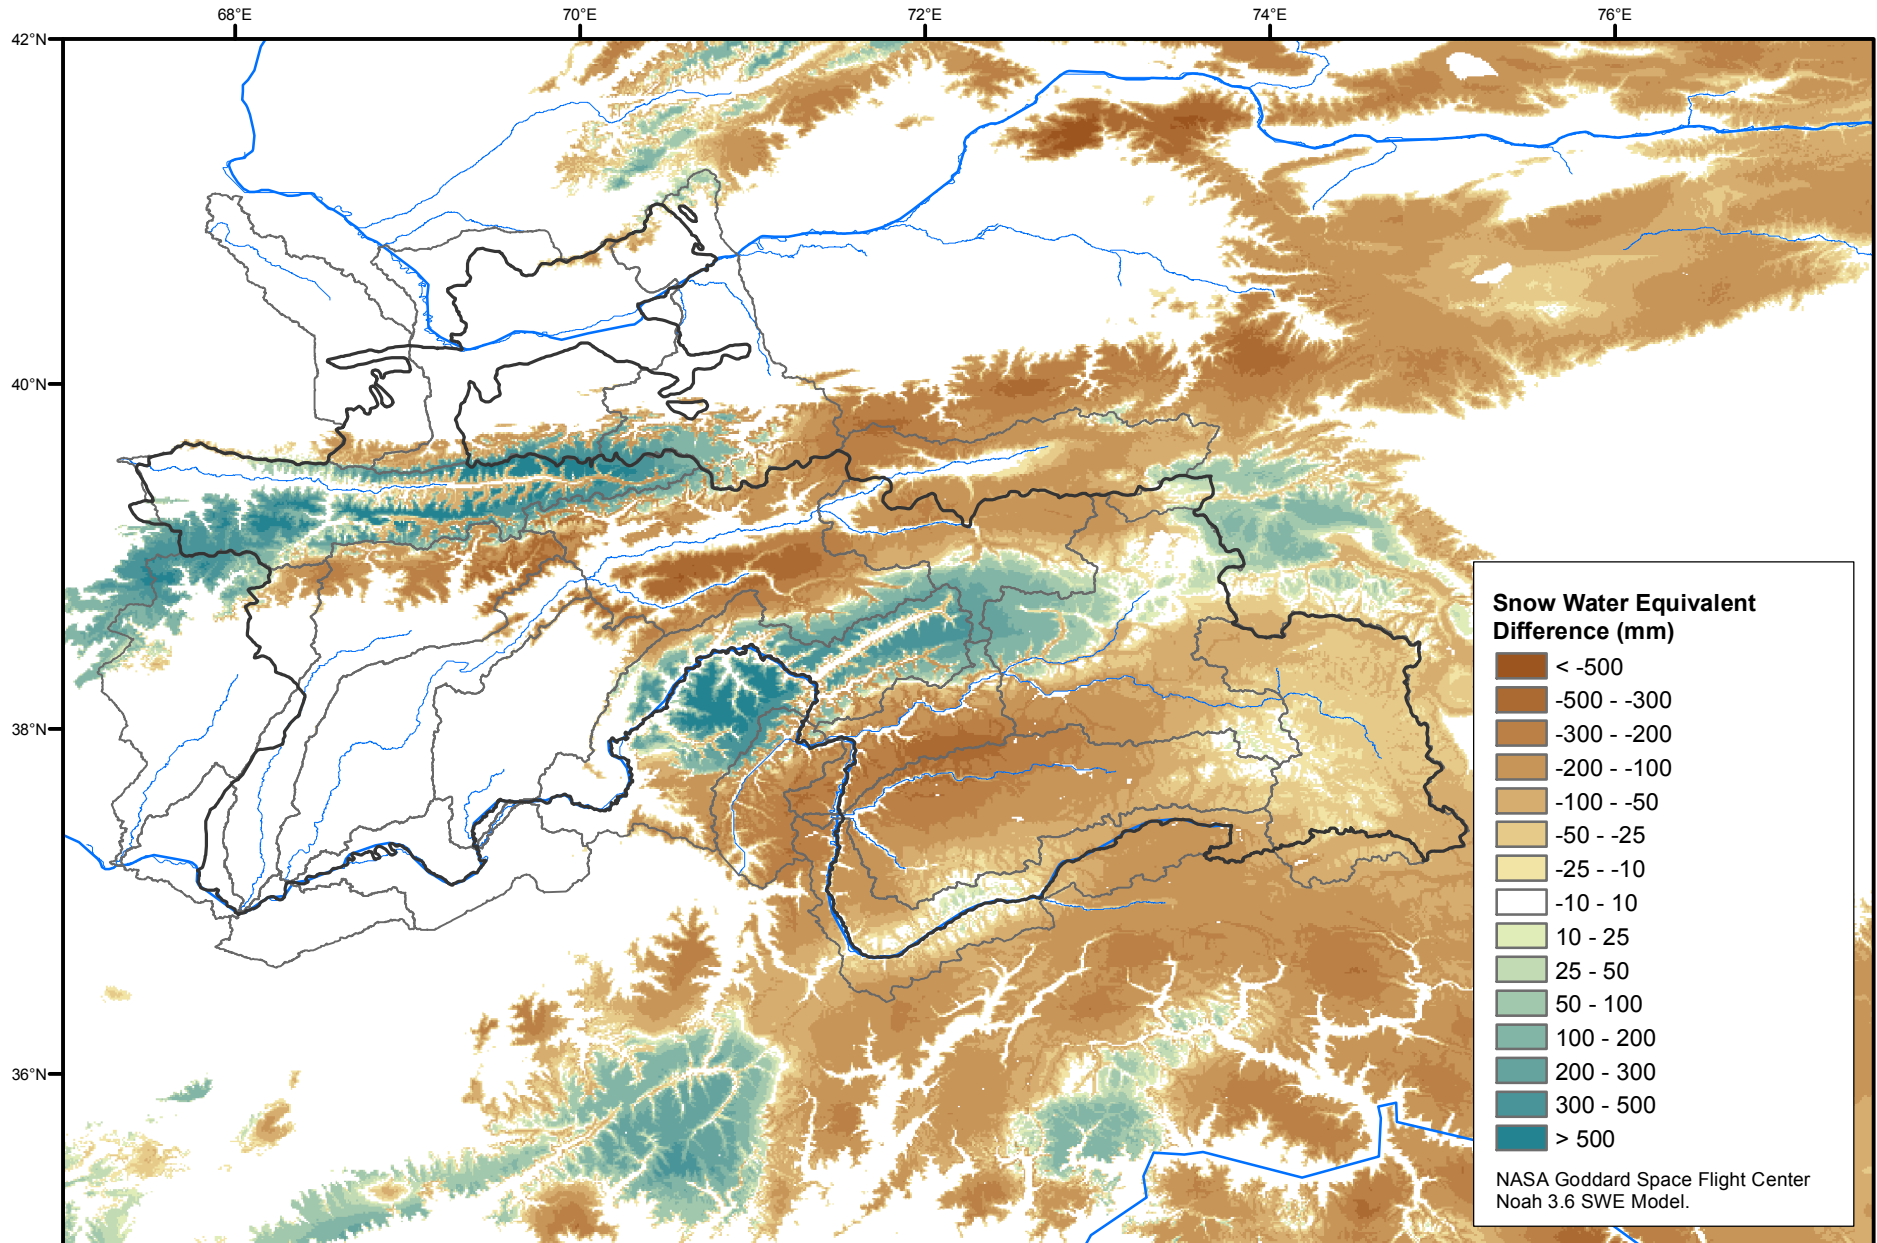 68°E
70°E
72°E
74°E
76°E
42°N
40°N
38°N
36°N
Snow Water Equivalent
Difference (mm)
< -500
-500 - -300
-300 - -200
-200 - -100
-100 - -50
-50 - -25
-25 - -10
-10 - 10
10 - 25
25 - 50
50 - 100
100 - 200
200 - 300
300 - 500
> 500
NASA Goddard Space Flight Center
Noah 3.6 SWE Model.